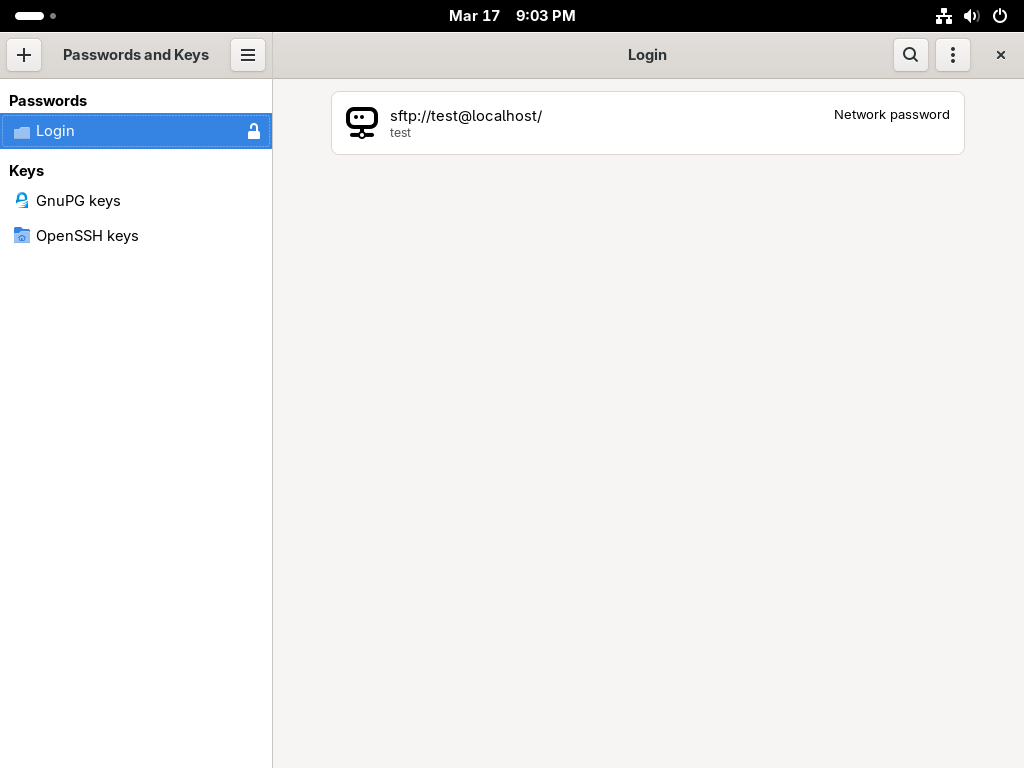 Mar 17 9:03 PM
Passwords and Keys
Login
Passwords
Login
Keys
GnuPG keys
OpenSSH keys
sftp://test@localhost/
test
Network password